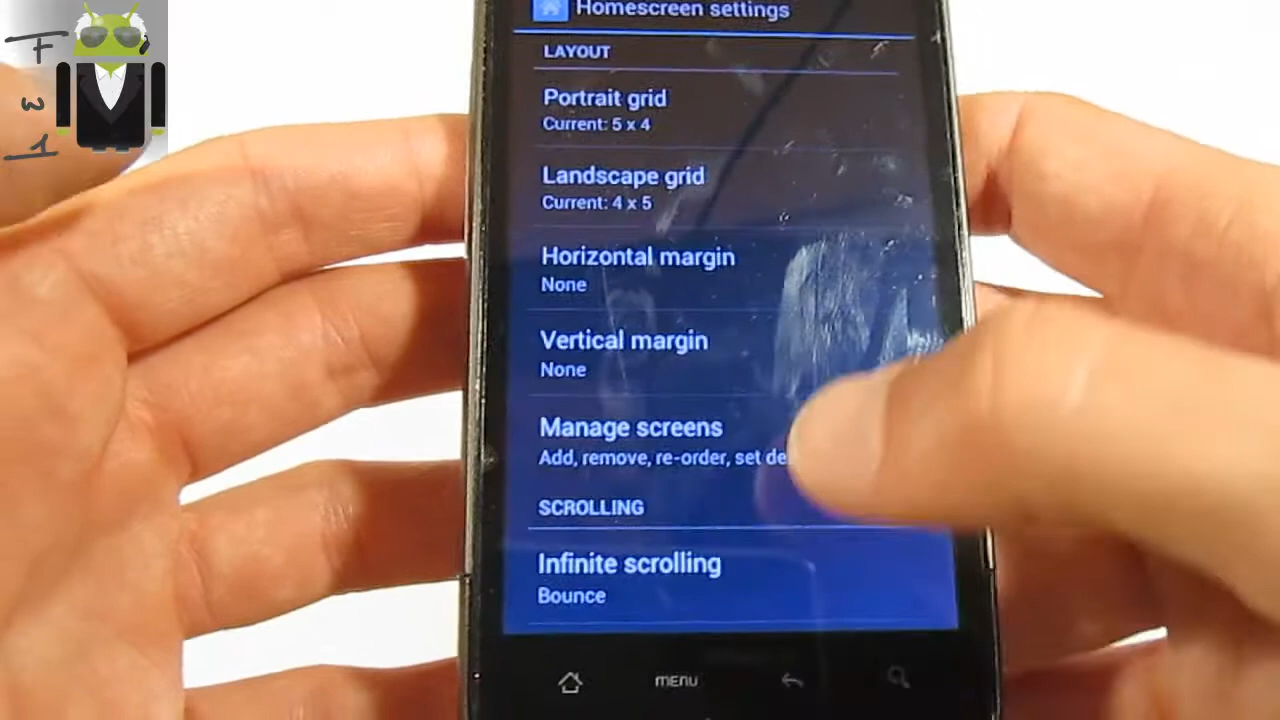 Homescreen settings
LAYOUT
Portrait grid
Current: 5 x 4
Landscape grid
Current: 4 x 5
Horizontal margin
None
Vertical margin
None
Manage screens
Add, remove, re-order, set de
SCROLLING
Infinite scrolling
Bounce
MENU